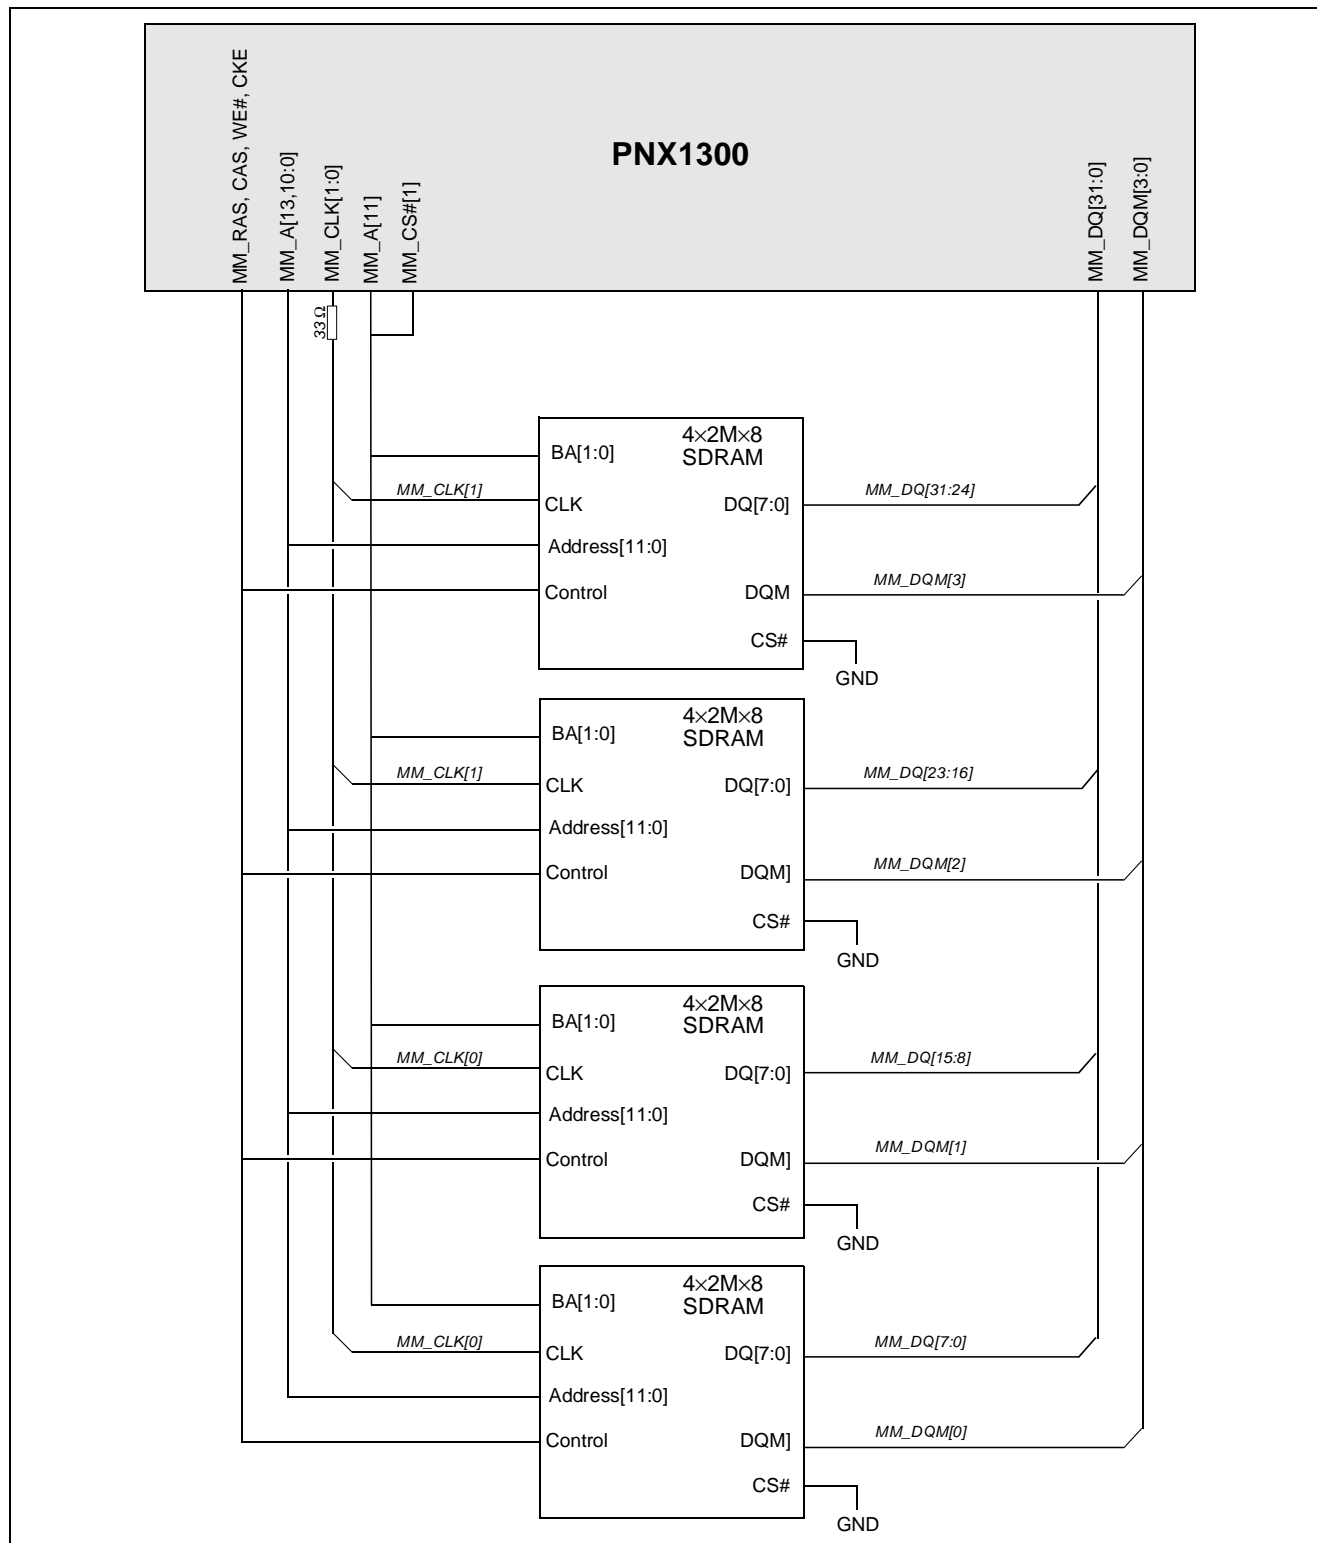 PNX1300
MM_RAS, CAS, WE#, CKE
MM_A[13,10:0]
MM_CLK[1:0]
MM_A[11]
MM_CS#[1]
MM_DQ[31:0]
MM_DQM[3:0]
33 Ω
4×2M×8
SDRAM
BA[1:0]
MM_CLK[1]
CLK
DQ[7:0]
MM_DQ[31:24]
Address[11:0]
Control
DQM
MM_DQM[3]
CS#
GND
4×2M×8
SDRAM
BA[1:0]
MM_CLK[1]
CLK
DQ[7:0]
MM_DQ[23:16]
Address[11:0]
Control
DQM]
MM_DQM[2]
CS#
GND
4×2M×8
SDRAM
BA[1:0]
MM_CLK[0]
CLK
DQ[7:0]
MM_DQ[15:8]
Address[11:0]
Control
DQM]
MM_DQM[1]
CS#
GND
4×2M×8
SDRAM
BA[1:0]
MM_CLK[0]
CLK
DQ[7:0]
MM_DQ[7:0]
Address[11:0]
Control
DQM]
MM_DQM[0]
CS#
GND